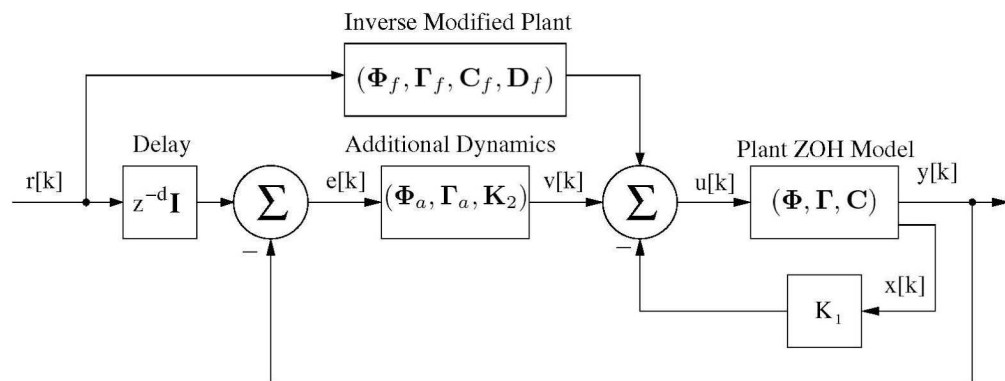 Inverse Modified Plant
(Φ_f, Γ_f, C_f, D_f)
Delay
Additional Dynamics
Plant ZOH Model
r[k]
z^{-d} I
Σ
e[k]
(Φ_a, Γ_a, K_2)
v[k]
Σ
u[k]
(Φ, Γ, C)
y[k]
−
−
x[k]
K_1